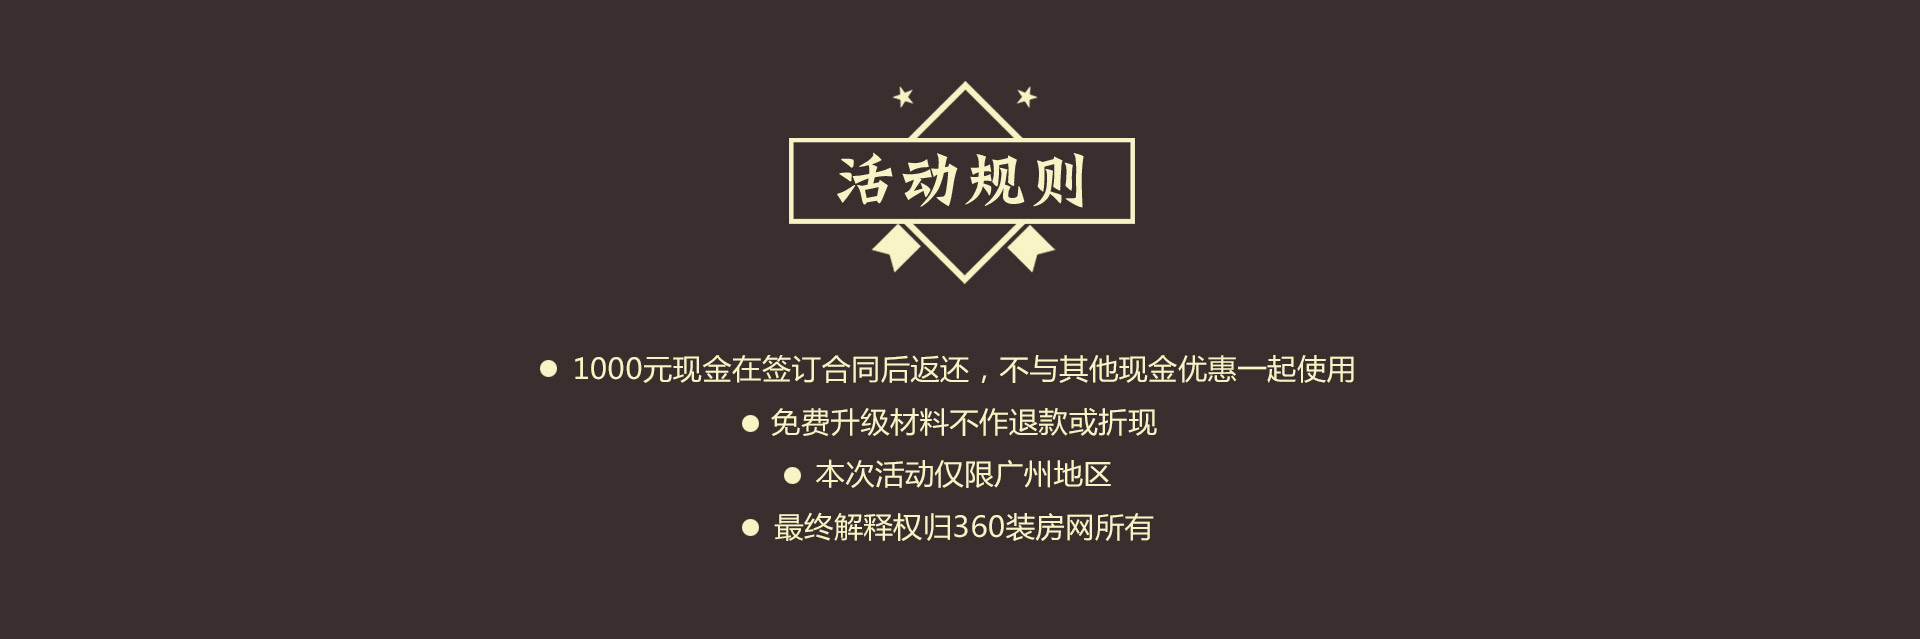 活动规则
● 1000元现金在签订合同后返还，不与其他现金优惠一起使用
● 免费升级材料不作退款或折现
● 本次活动仅限广州地区
● 最终解释权归360装房网所有